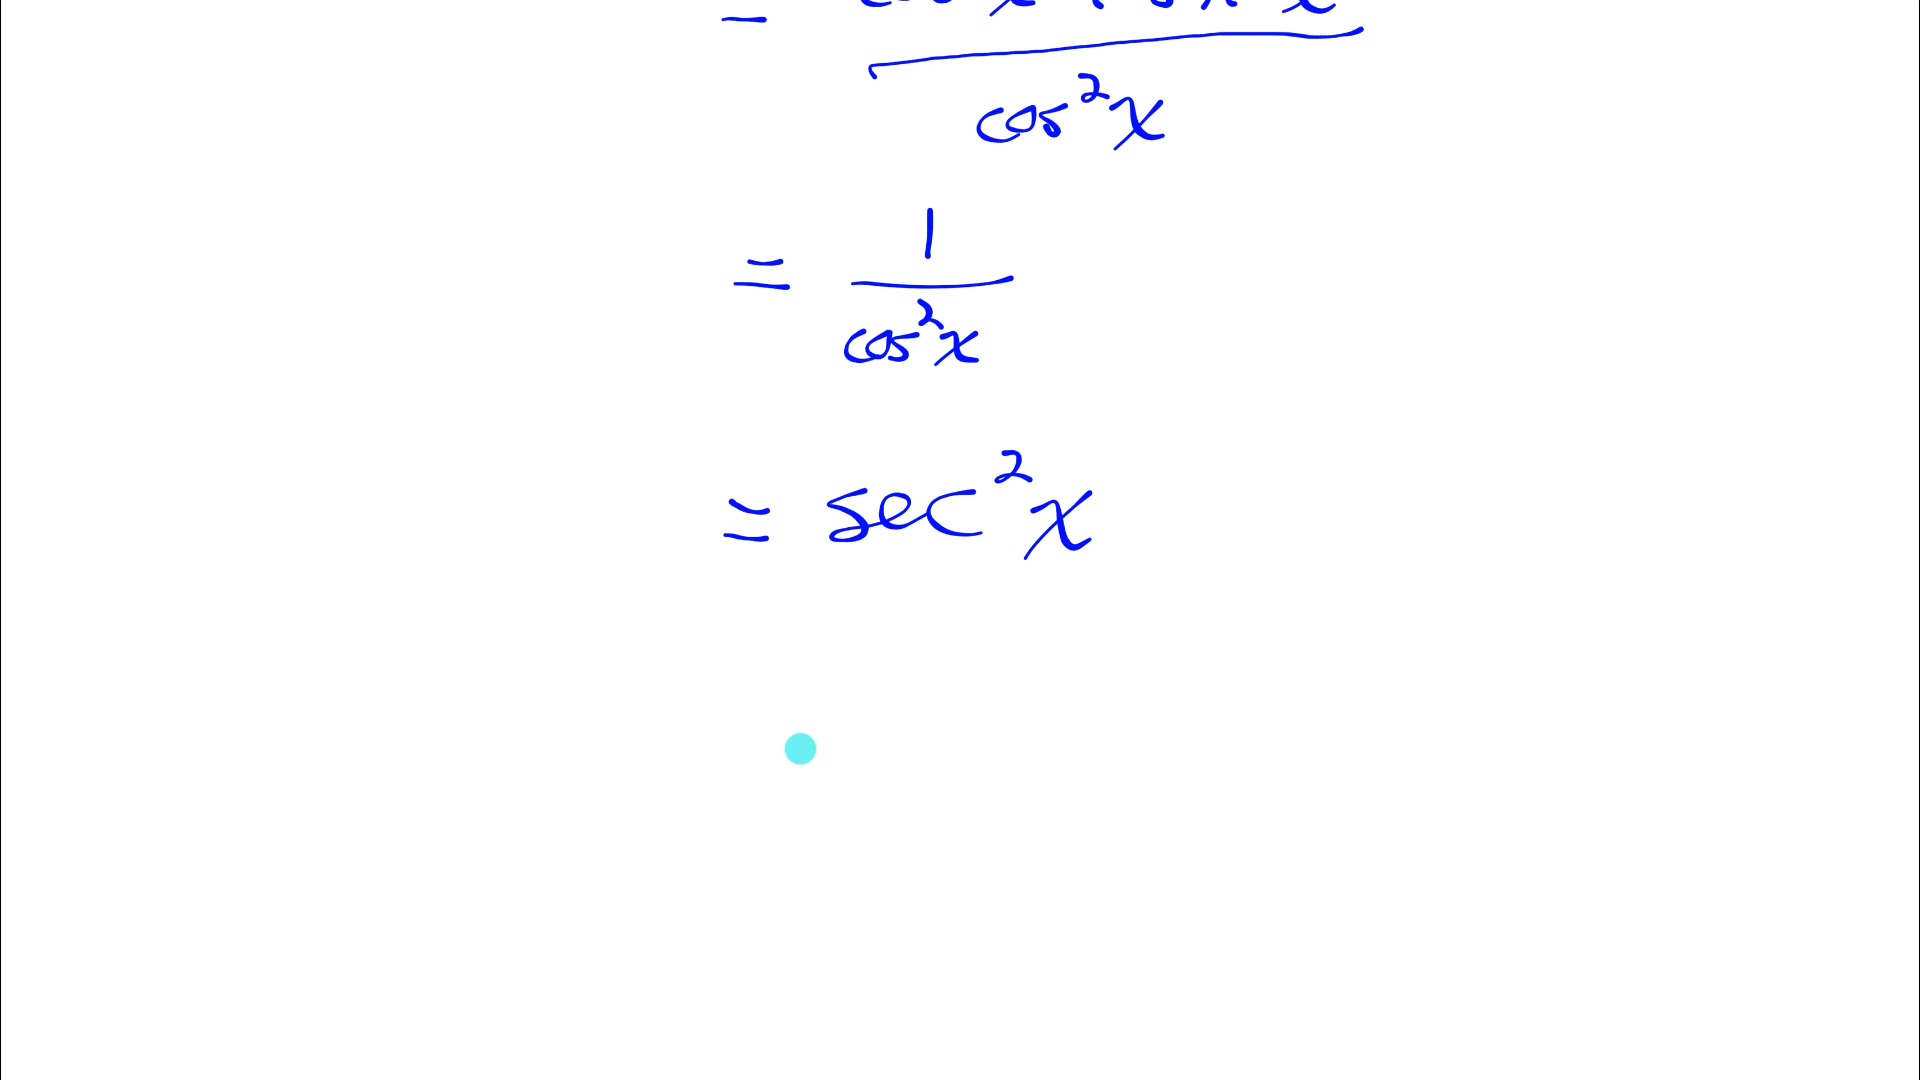 =
cos²x
= 1
cos²x
= sec²x